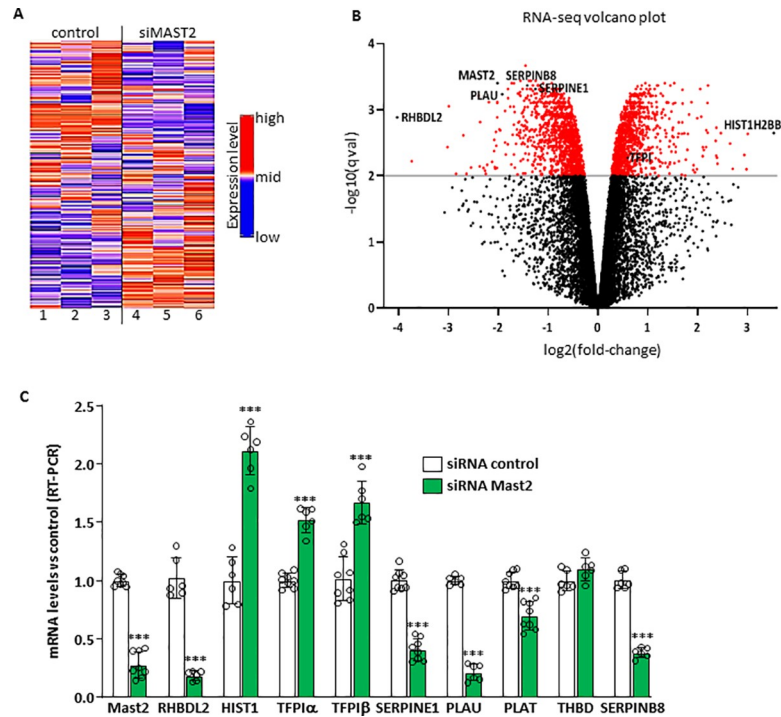 A
control siMAST2
high
mid
low
Expression level
1 2 3 4 5 6
B
RNA-seq volcano plot
4
3
2
1
0
-log10(q val)
MAST2 SERPINB8
SERPINE1
PLAU
RHBDL2
HIST1H2BB
TFPI
-4 -3 -2 -1 0 1 2 3
log2(fold-change)
C
mRNA levels vs control (RT-PCR)
2.5
2.0
1.5
1.0
0.5
0.0
siRNA control
siRNA Mast2
*** *** *** *** *** *** *** *** ***
Mast2 RHBDL2 HIST1 TFPIα TFPIβ SERPINE1 PLAU PLAT THBD SERPINB8